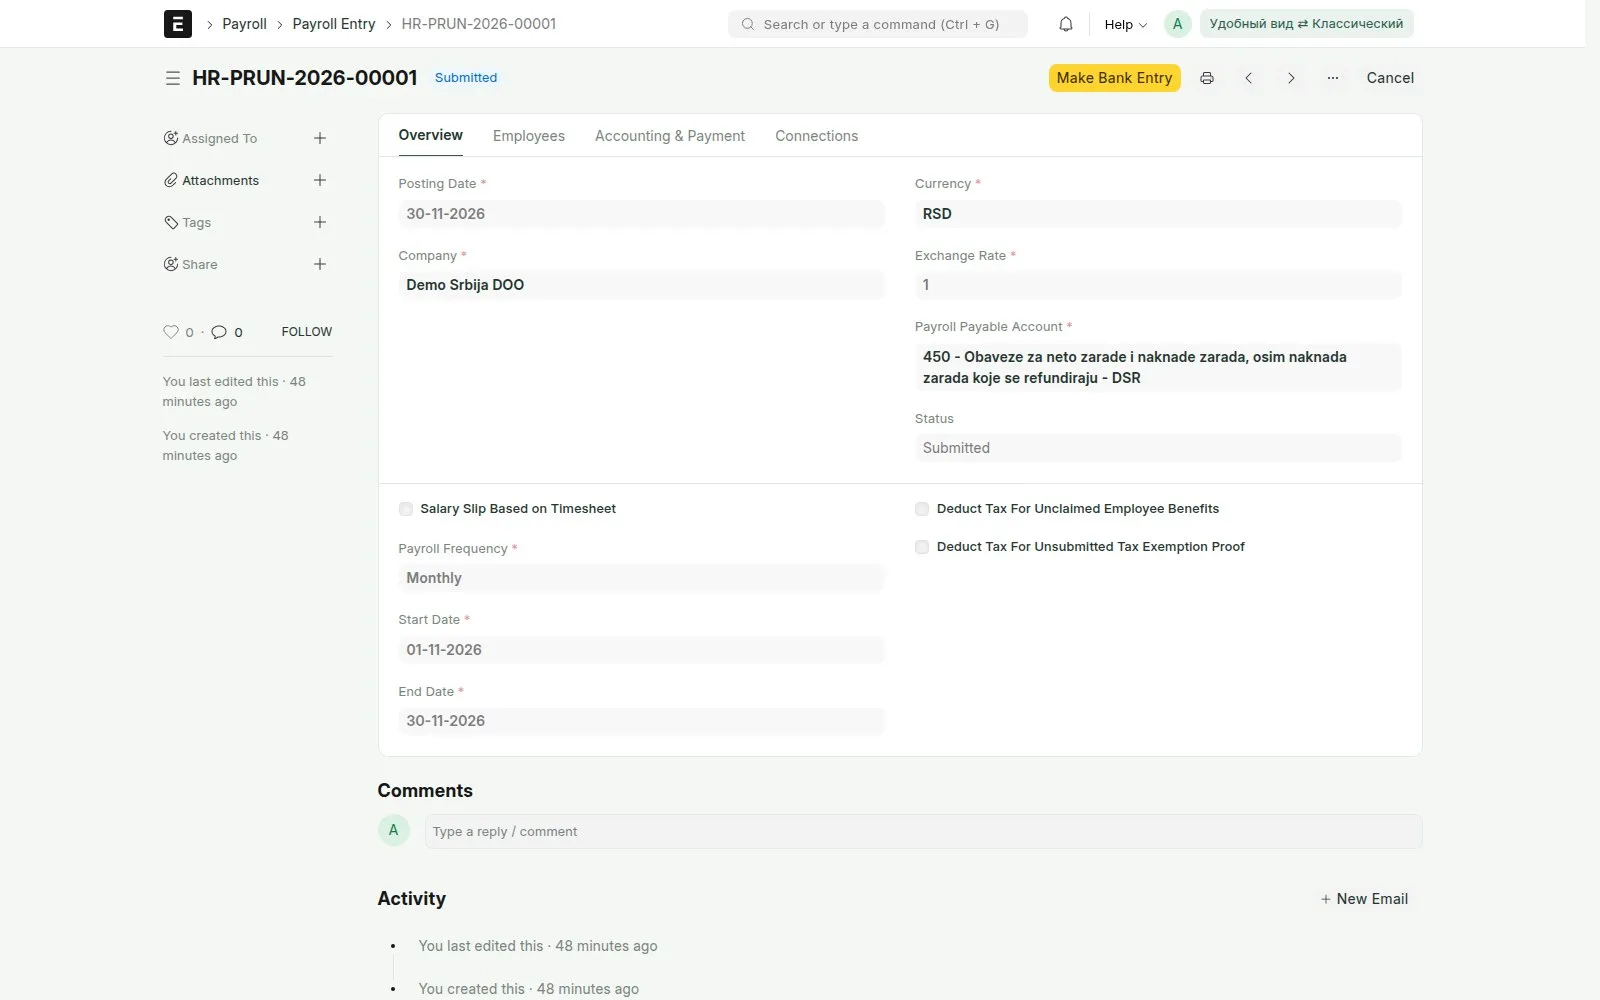 Payroll
Payroll Entry
HR-PRUN-2026-00001
Search or type a command (Ctrl + G)
Help
A
Удобный вид ⇄ Классический
HR-PRUN-2026-00001
Submitted
Make Bank Entry
Cancel
Assigned To
Attachments
Tags
Share
0 · 0
FOLLOW
You last edited this · 48
minutes ago
You created this · 48
minutes ago
Overview
Employees
Accounting & Payment
Connections
Posting Date *
30-11-2026
Company *
Demo Srbija DOO
Currency *
RSD
Exchange Rate *
1
Payroll Payable Account *
450 - Obaveze za neto zarade i naknade zarada, osim naknada
zarada koje se refundiraju - DSR
Status
Submitted
Salary Slip Based on Timesheet
Payroll Frequency *
Monthly
Start Date *
01-11-2026
End Date *
30-11-2026
Deduct Tax For Unclaimed Employee Benefits
Deduct Tax For Unsubmitted Tax Exemption Proof
Comments
A
Type a reply / comment
Activity
+ New Email
You last edited this · 48 minutes ago
You created this · 48 minutes ago